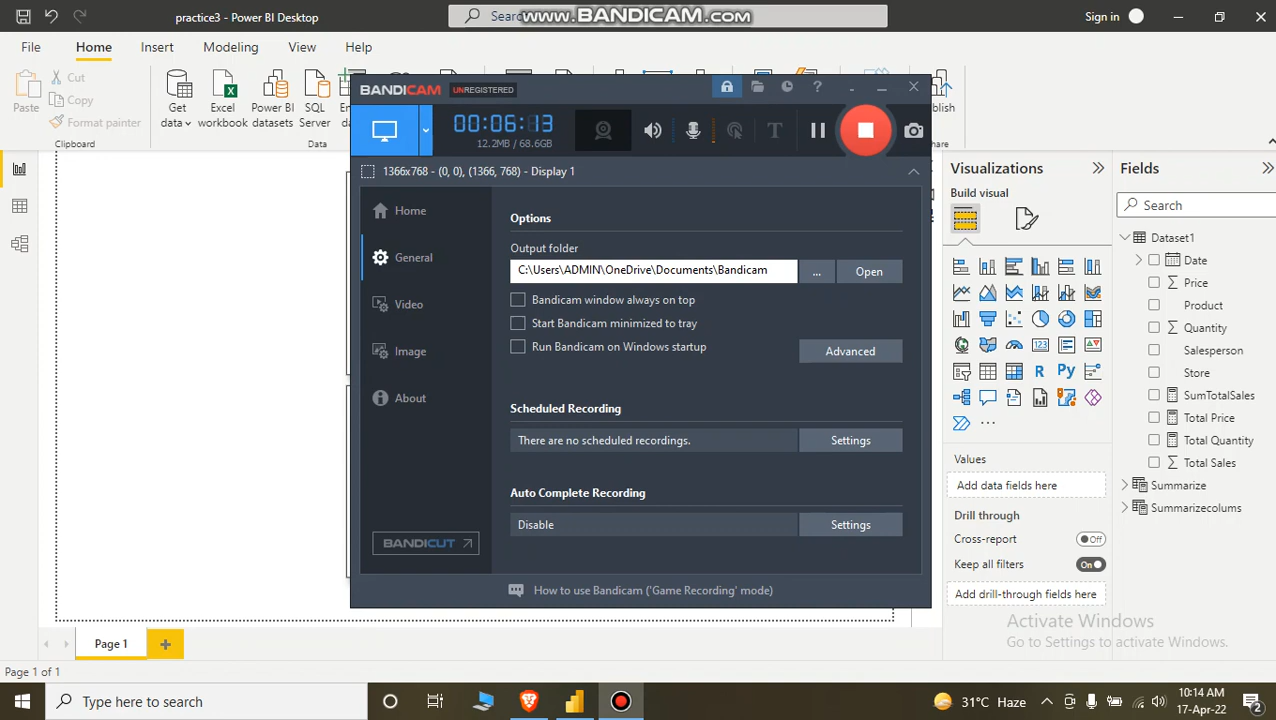 practice3 - Power BI Desktop
Sear
www.BANDICAM.com
Sign in
File
Home
Insert
Modeling
View
Help
Paste
Cut
Copy
Format painter
Clipboard
Get data
Excel workbook
Power BI datasets
SQL Server
Data
ublish
BANDICAM
UNREGISTERED
00:06:13
12.2MB / 68.6GB
1366x768 - (0, 0), (1366, 768) - Display 1
Home
General
Video
Image
About
BANDICUT
Options
Output folder
C:\Users\ADMIN\OneDrive\Documents\Bandicam
...
Open
Bandicam window always on top
Start Bandicam minimized to tray
Run Bandicam on Windows startup
Advanced
Scheduled Recording
There are no scheduled recordings.
Settings
Auto Complete Recording
Disable
Settings
How to use Bandicam ('Game Recording' mode)
Visualizations
Build visual
Values
Add data fields here
Drill through
Cross-report
Off
Keep all filters
On
Add drill-through fields here
Fields
Search
Dataset1
Date
Price
Product
Quantity
Salesperson
Store
SumTotalSales
Total Price
Total Quantity
Total Sales
Summarize
Summarizecolums
Activate Windows
Go to Settings to activate Windows.
Page 1
Page 1 of 1
Type here to search
31°C Haze
10:14 AM
17-Apr-22
2